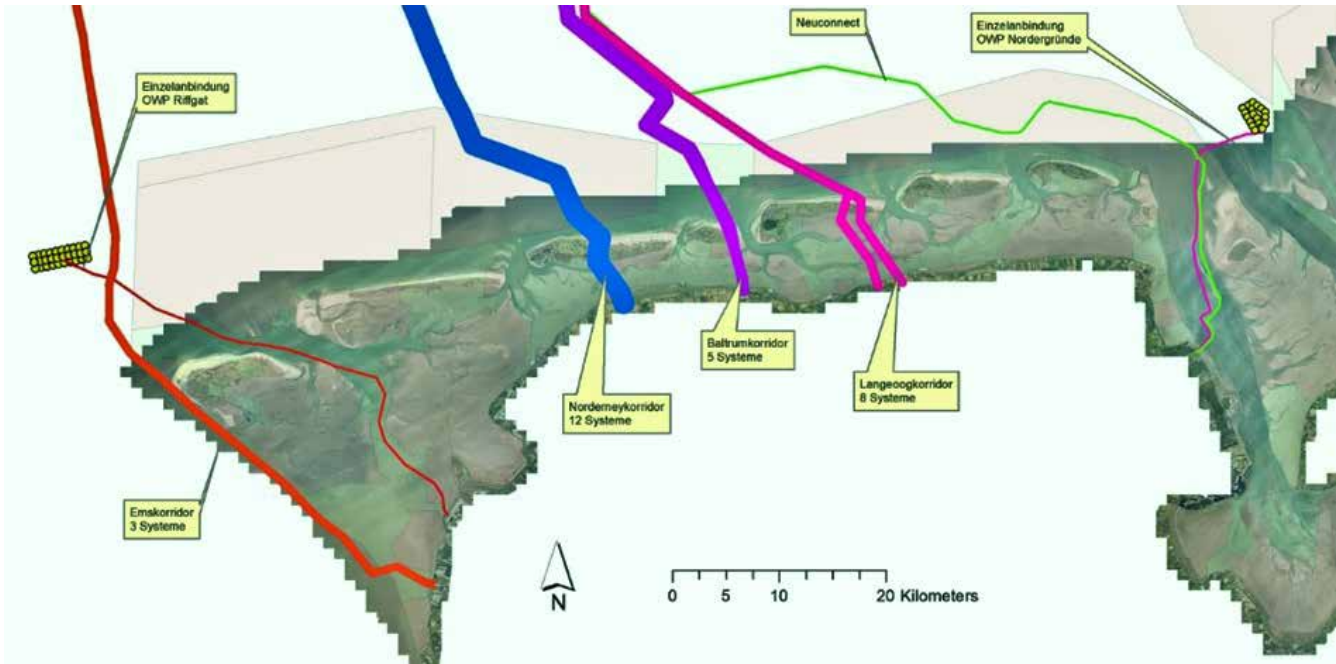 Neuconnect
Einzelanbindung
OWP Nordergründe
Einzelanbindung
OWP Riffgat
Baltrumkorridor
5 Systeme
Langeoogkorridor
8 Systeme
Norderneykorridor
12 Systeme
Emskorridor
3 Systeme
N
0 5 10 20 Kilometers